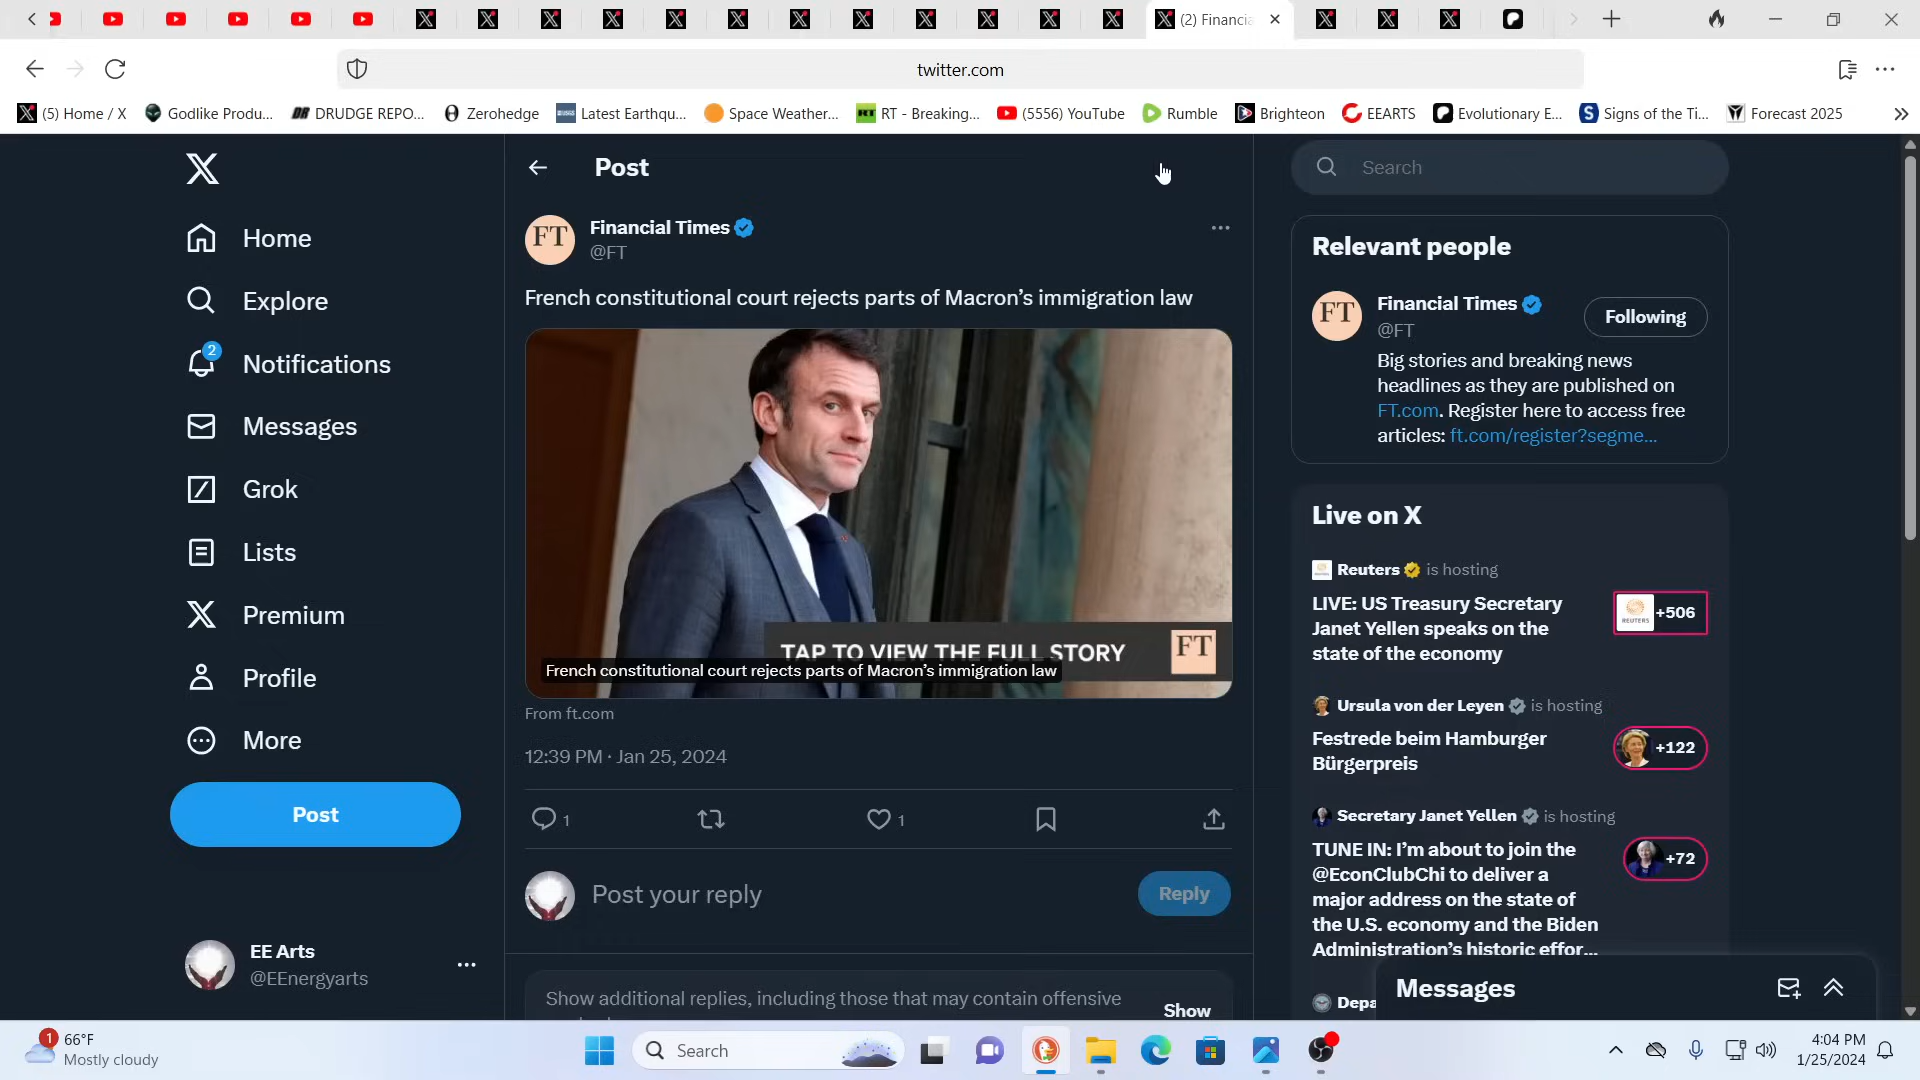 (2) Financia
twitter.com
(5) Home / X
Godlike Produ...
DRUDGE REPO...
Zerohedge
Latest Earthqu...
Space Weather...
RT - Breaking...
(5556) YouTube
Rumble
Brighteon
EEARTS
Evolutionary E...
Signs of the Ti...
Forecast 2025
Home
Explore
2
Notifications
Messages
Grok
Lists
Premium
Profile
More
Post
EE Arts
@EEnergyarts
Post
FT
Financial Times
@FT
French constitutional court rejects parts of Macron's immigration law
TAP TO VIEW THE FULL STORY
FT
French constitutional court rejects parts of Macron's immigration law
From ft.com
12:39 PM · Jan 25, 2024
1
1
Post your reply
Reply
Show additional replies, including those that may contain offensive
Show
Search
Relevant people
FT
Financial Times
@FT
Following
Big stories and breaking news
headlines as they are published on
FT.com. Register here to access free
articles: ft.com/register?segme...
Live on X
Reuters is hosting
LIVE: US Treasury Secretary
Janet Yellen speaks on the
state of the economy
REUTERS
+506
Ursula von der Leyen is hosting
Festrede beim Hamburger
Bürgerpreis
+122
Secretary Janet Yellen is hosting
TUNE IN: I'm about to join the
@EconClubChi to deliver a
major address on the state of
the U.S. economy and the Biden
Administration's historic effor...
+72
Depa
Messages
1
66°F
Mostly cloudy
Search
4:04 PM
1/25/2024